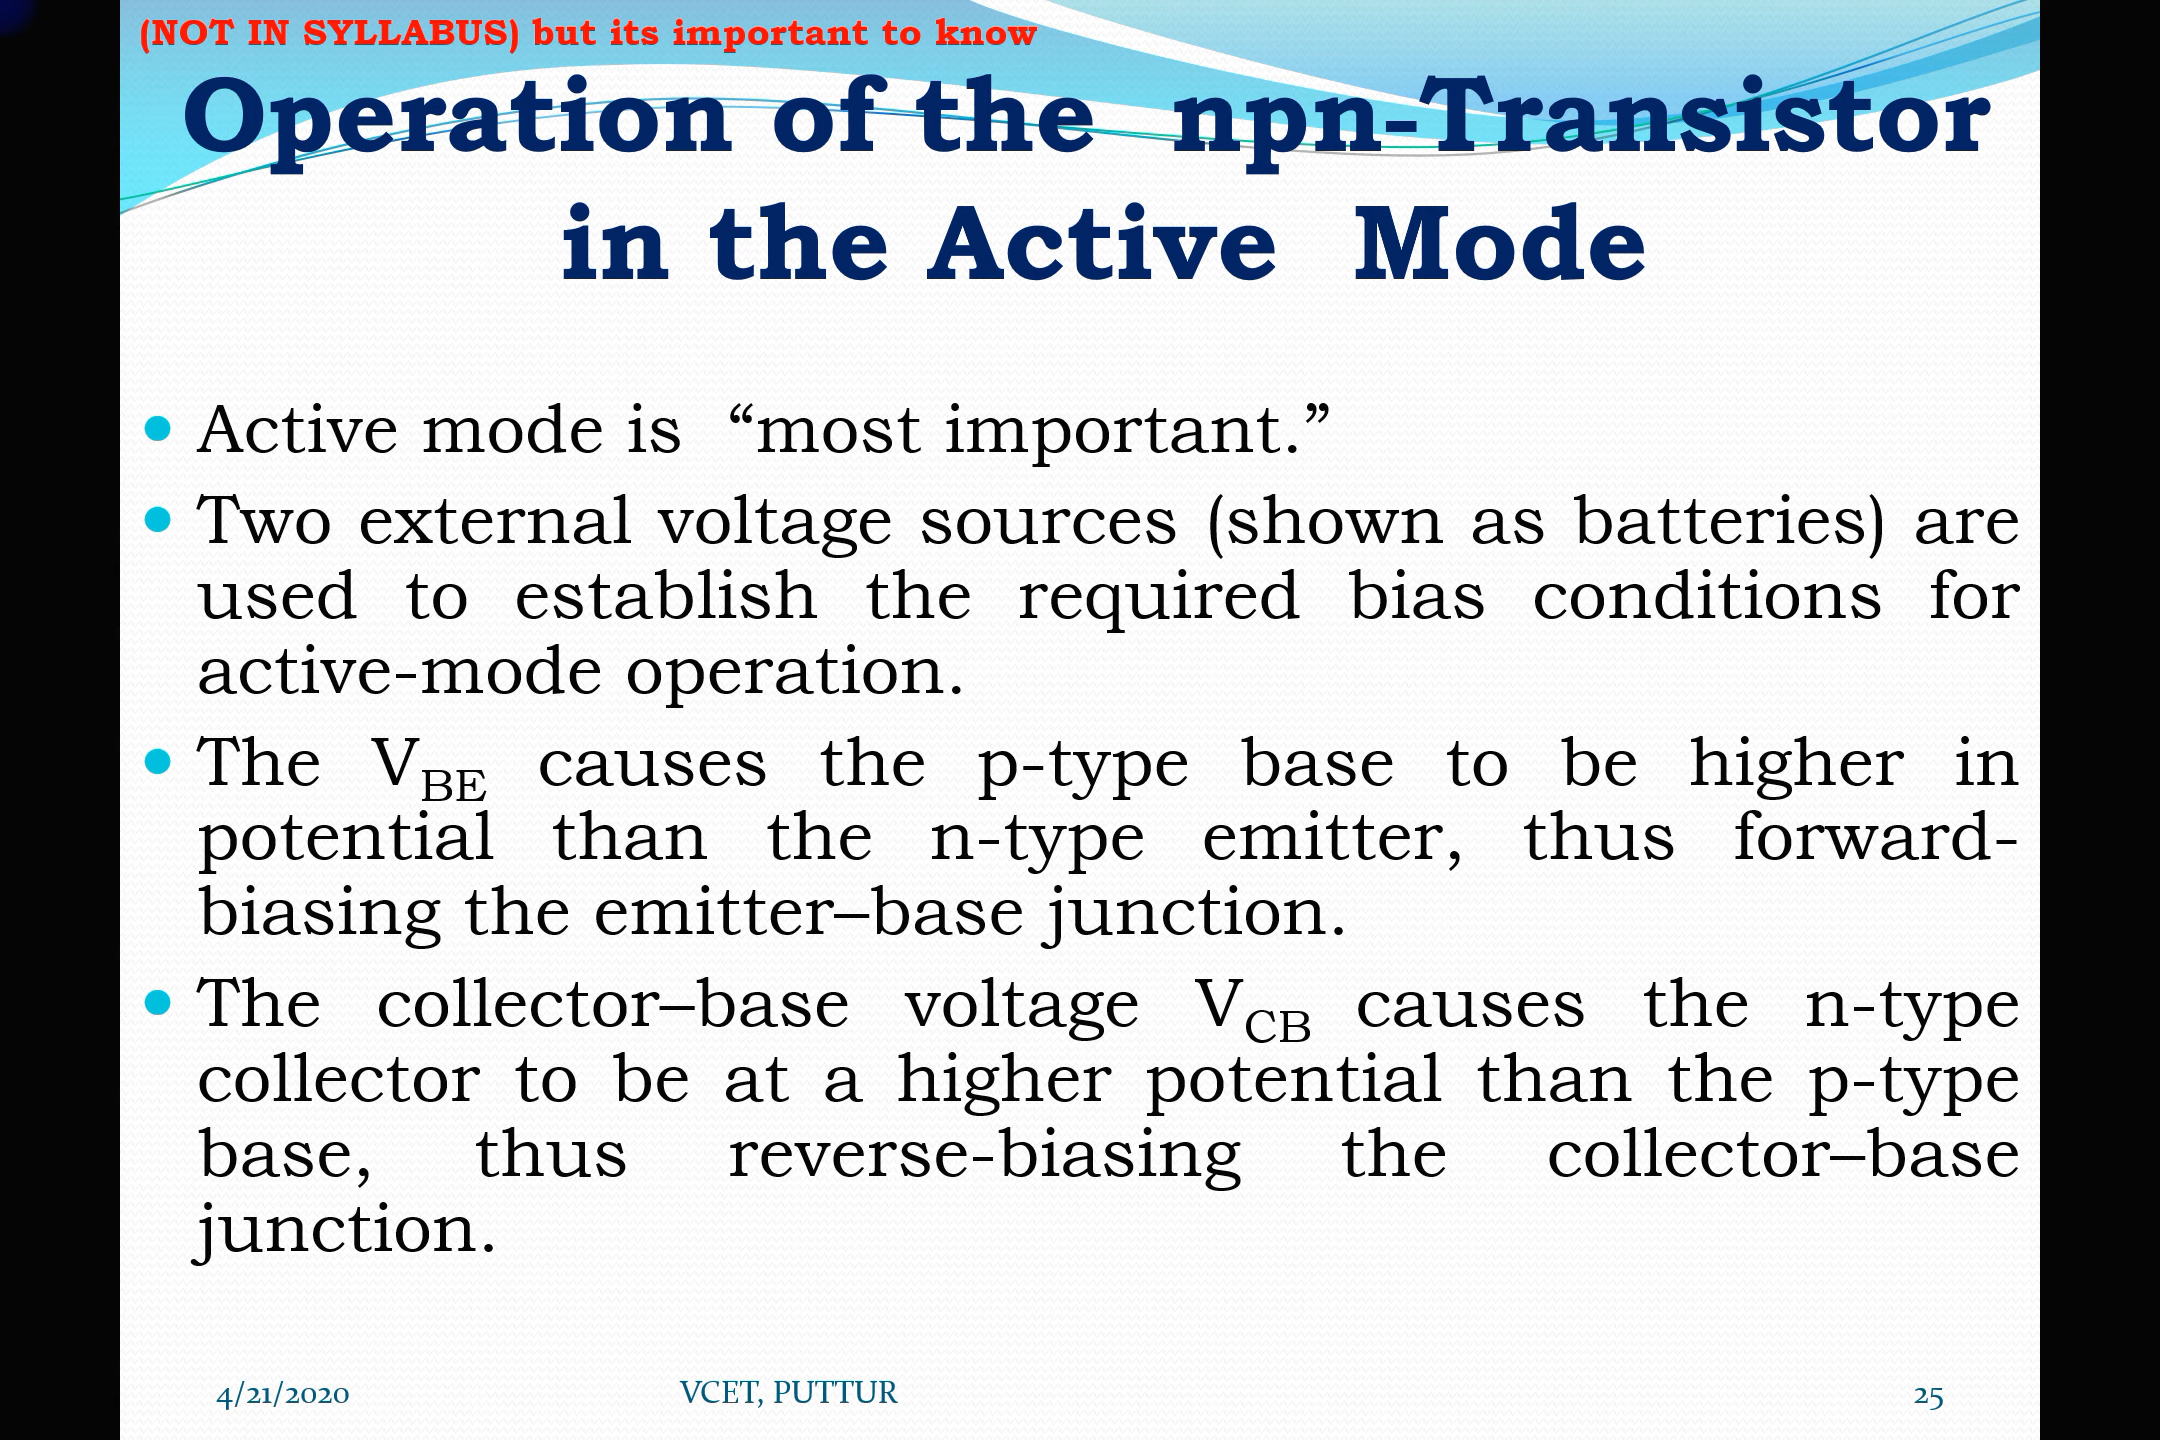 (NOT IN SYLLABUS) but its important to know
Operation of the npn-Transistor
in the Active Mode
• Active mode is “most important.”
• Two external voltage sources (shown as batteries) are
used to establish the required bias conditions for
active-mode operation.
• The VBE causes the p-type base to be higher in
potential than the n-type emitter, thus forward-
biasing the emitter–base junction.
• The collector–base voltage VCB causes the n-type
collector to be at a higher potential than the p-type
base, thus reverse-biasing the collector–base
junction.
4/21/2020 VCET, PUTTUR 25